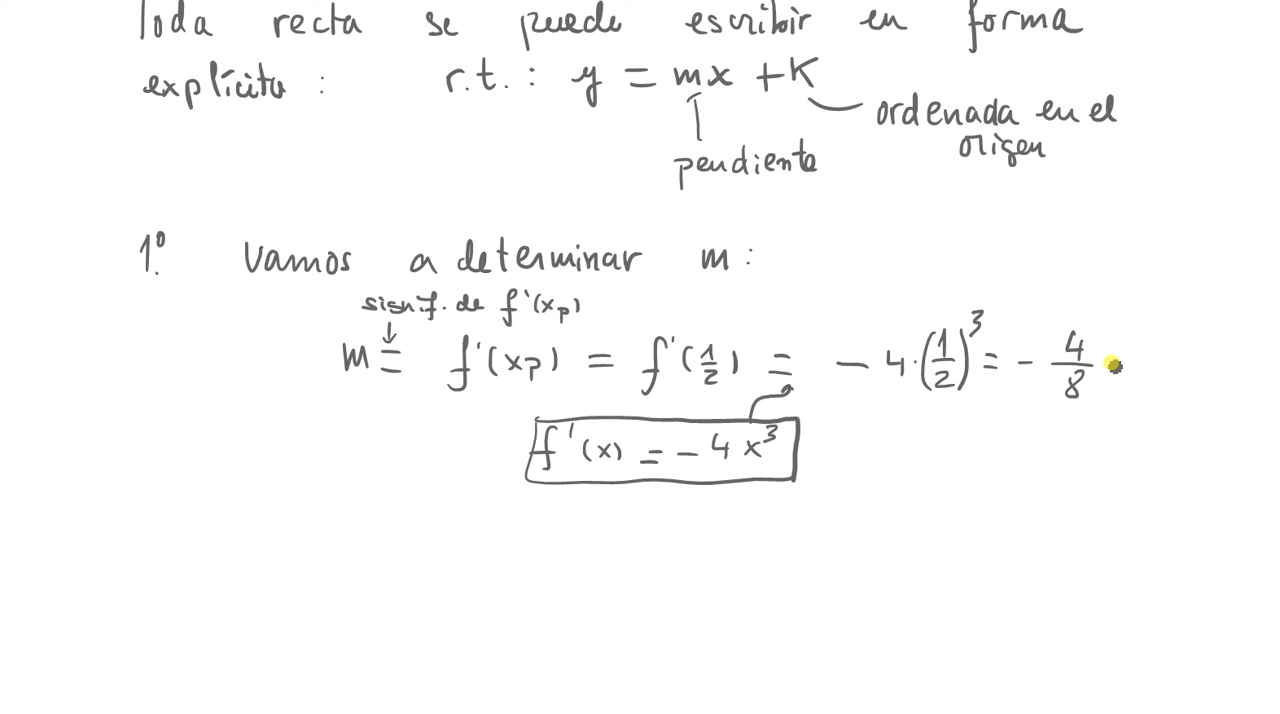 Toda recta se puede escribir en forma
explícita : r.t. : y = mx + K
ordenada en el
origen
pendiente
1º. Vamos a determinar m :
signif. de f'(xp)
m = f'(xp) = f'(1/2) = - 4·(1/2)³ = - 4/8
f'(x) = - 4x³